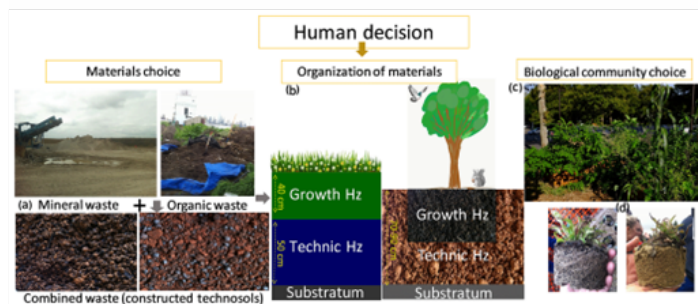 Human decision
Materials choice
Organization of materials
Biological community choice
(b)
(c)
40 cm
Growth Hz
50 cm
Technic Hz
Substratum
Growth Hz
Technic Hz
Substratum
(a) Mineral waste + Organic waste
(d)
Combined waste (constructed technosols)